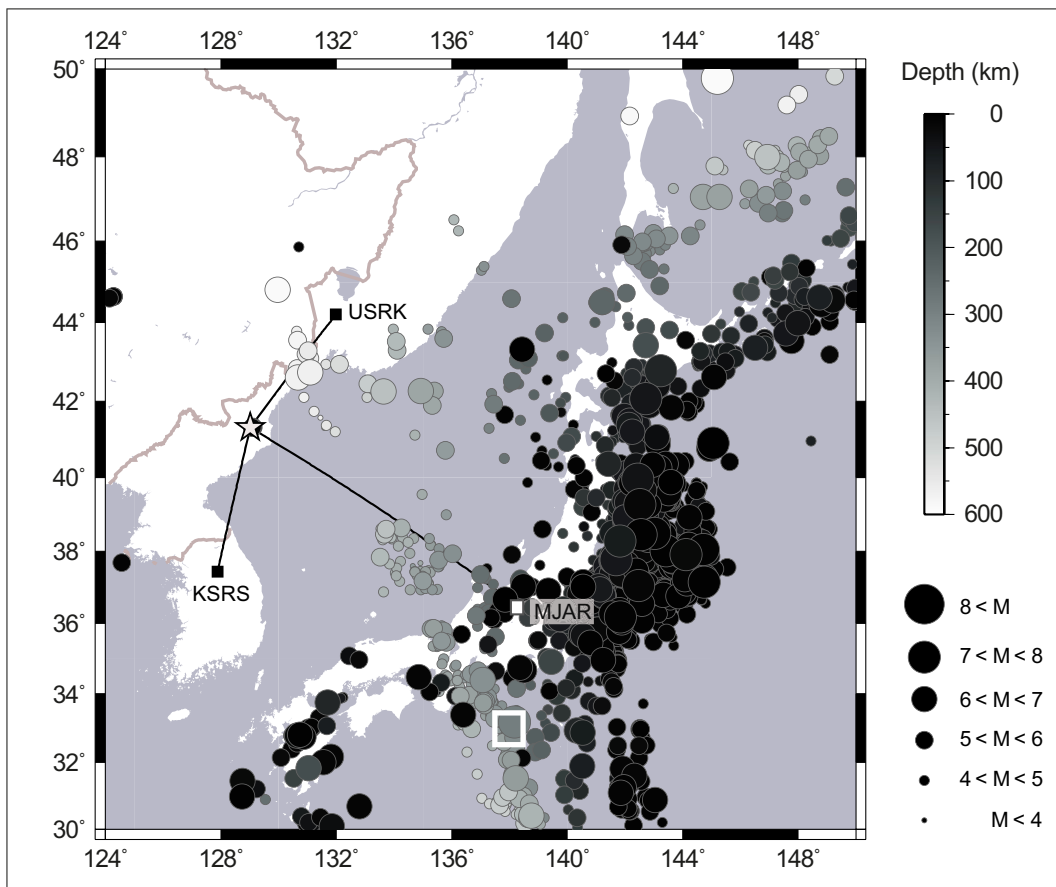 124 128 132 136 140 144 148
50˚
48˚
46˚
44˚
42˚
40˚
38˚
36˚
34˚
32˚
30˚
124˚ 128˚ 132˚ 136˚ 140˚ 144˚ 148˚
USRK
KSRS
MJAR
Depth (km)
0
100
200
300
400
500
600
8 < M
7 < M < 8
6 < M < 7
5 < M < 6
4 < M < 5
M < 4